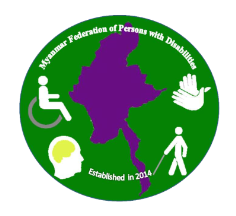 Myanmar Federation of Persons with Disabilities
Established in 2014